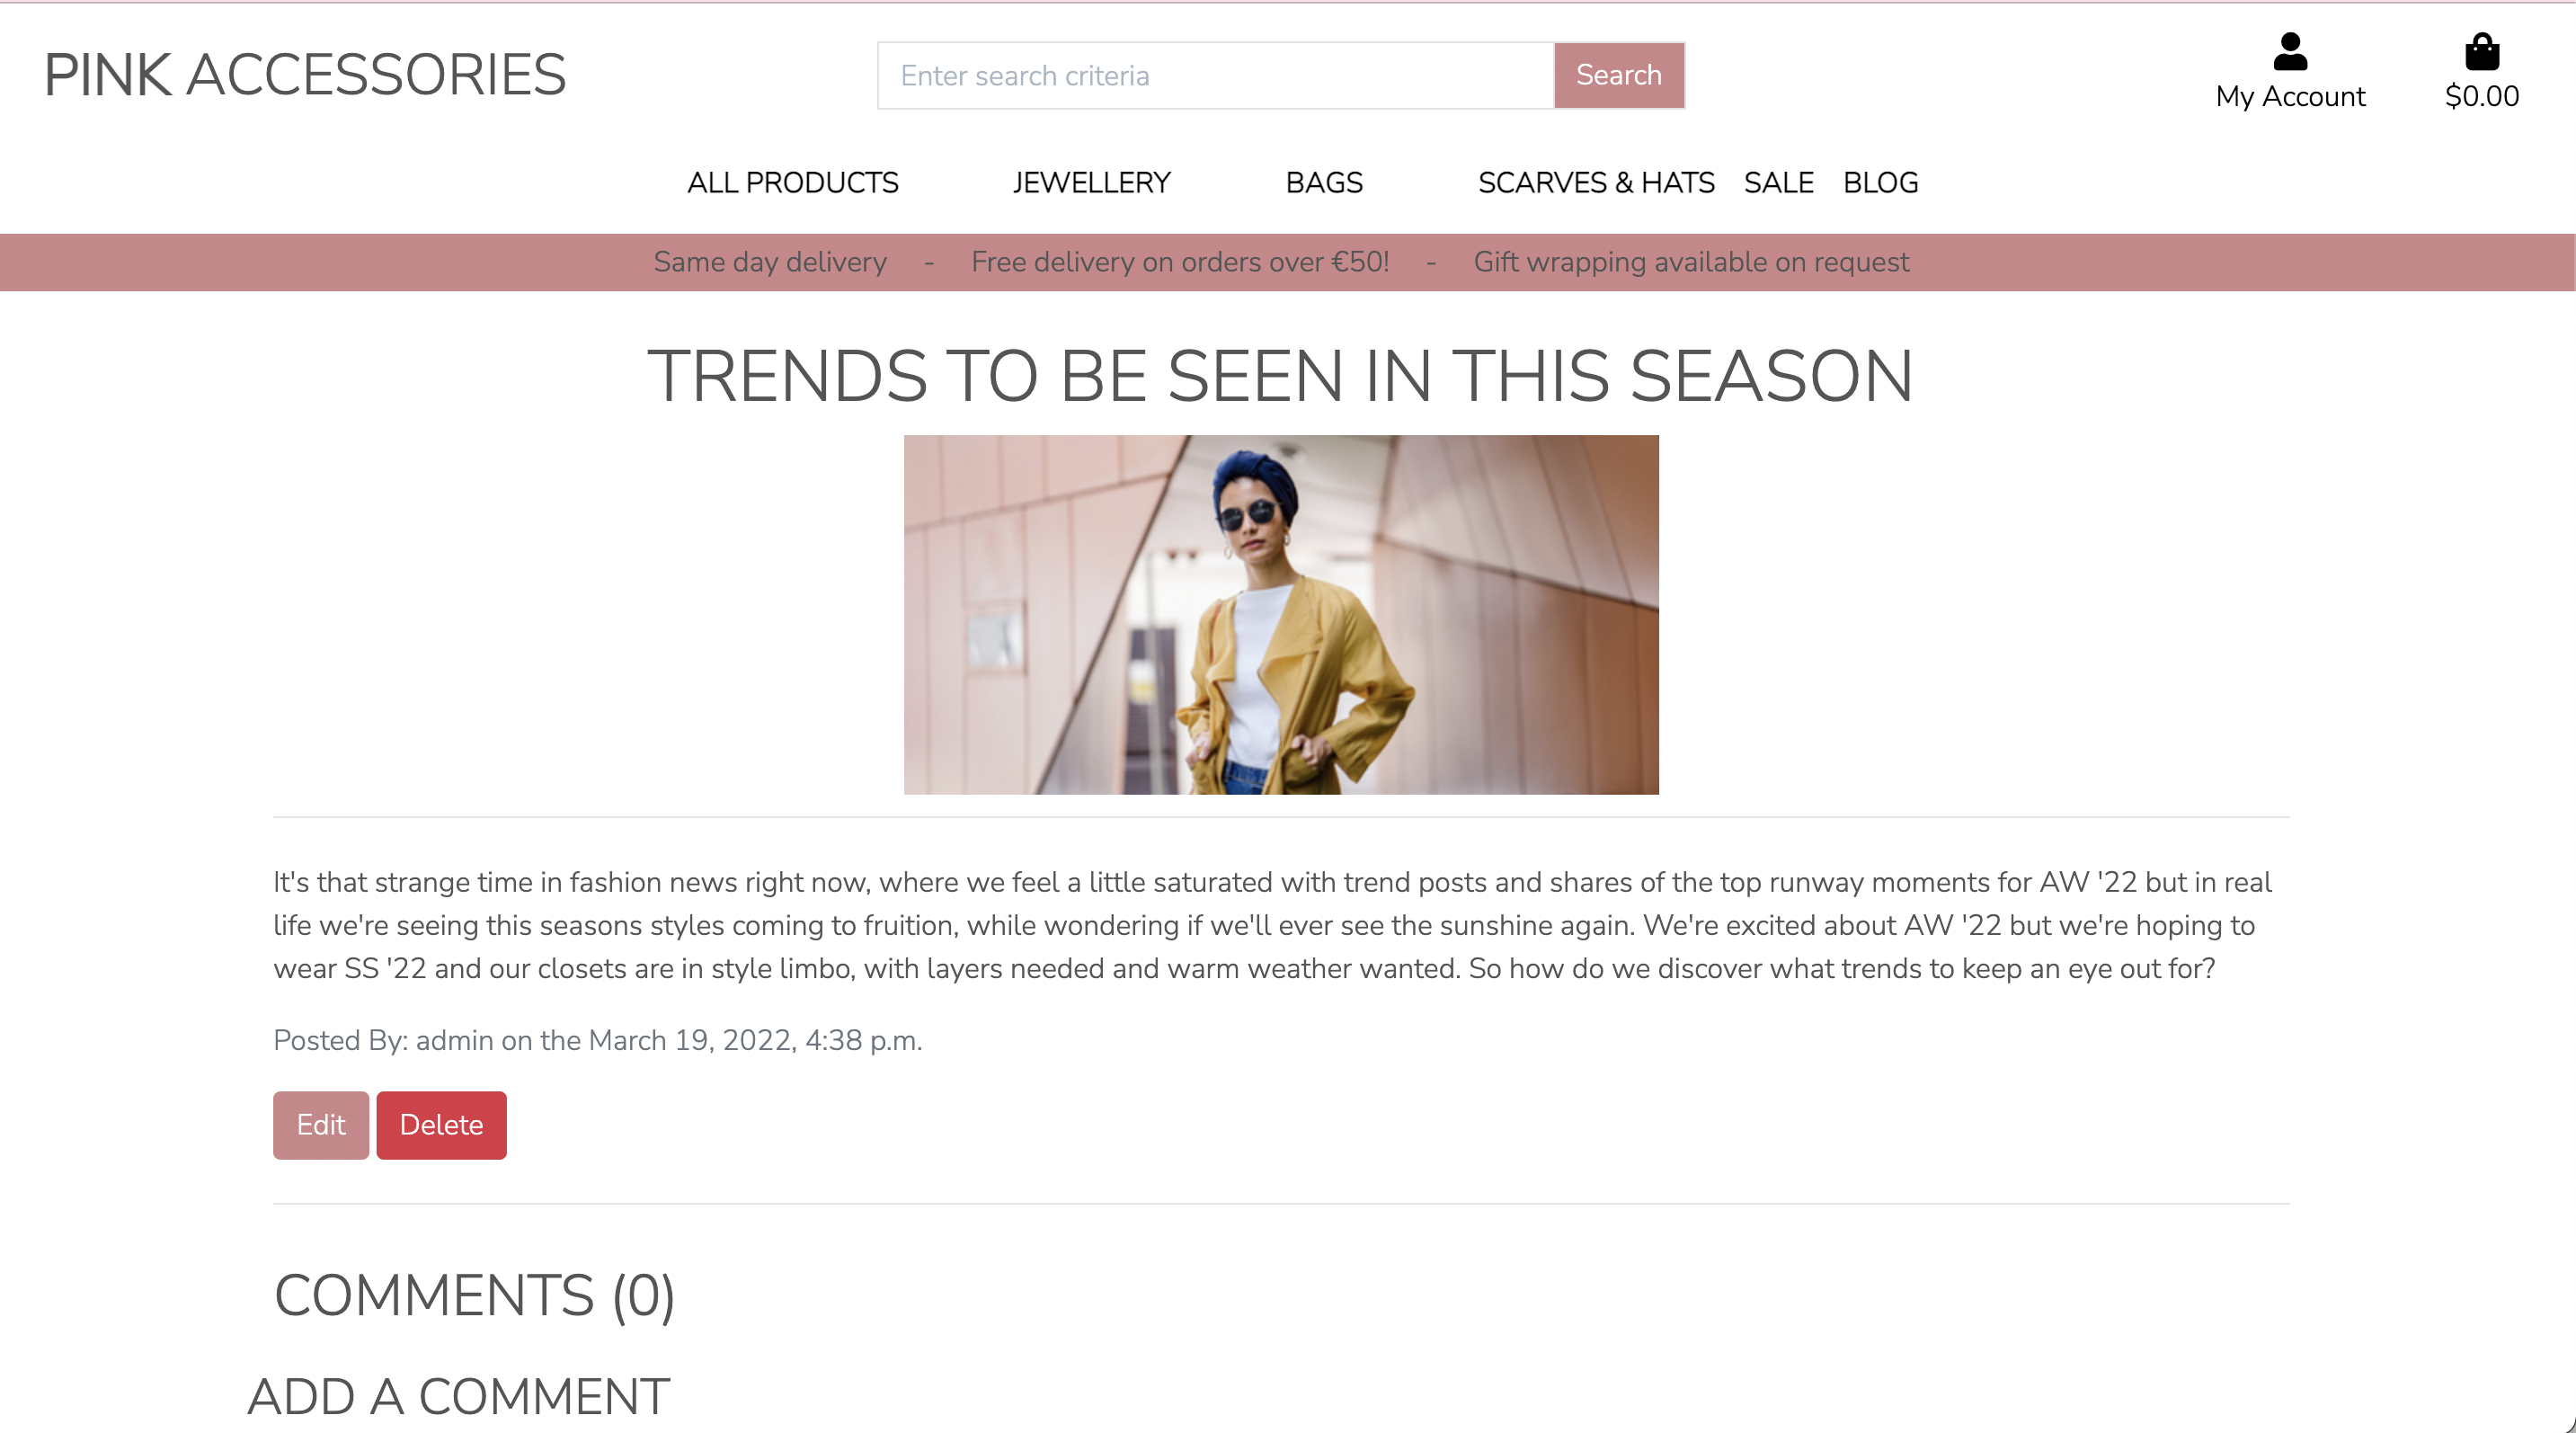 PINK ACCESSORIES
Enter search criteria
Search
My Account
$0.00
ALL PRODUCTS
JEWELLERY
BAGS
SCARVES & HATS
SALE
BLOG
Same day delivery - Free delivery on orders over €50! - Gift wrapping available on request
TRENDS TO BE SEEN IN THIS SEASON
It's that strange time in fashion news right now, where we feel a little saturated with trend posts and shares of the top runway moments for AW '22 but in real
life we're seeing this seasons styles coming to fruition, while wondering if we'll ever see the sunshine again. We're excited about AW '22 but we're hoping to
wear SS '22 and our closets are in style limbo, with layers needed and warm weather wanted. So how do we discover what trends to keep an eye out for?
Posted By: admin on the March 19, 2022, 4:38 p.m.
Edit
Delete
COMMENTS (0)
ADD A COMMENT